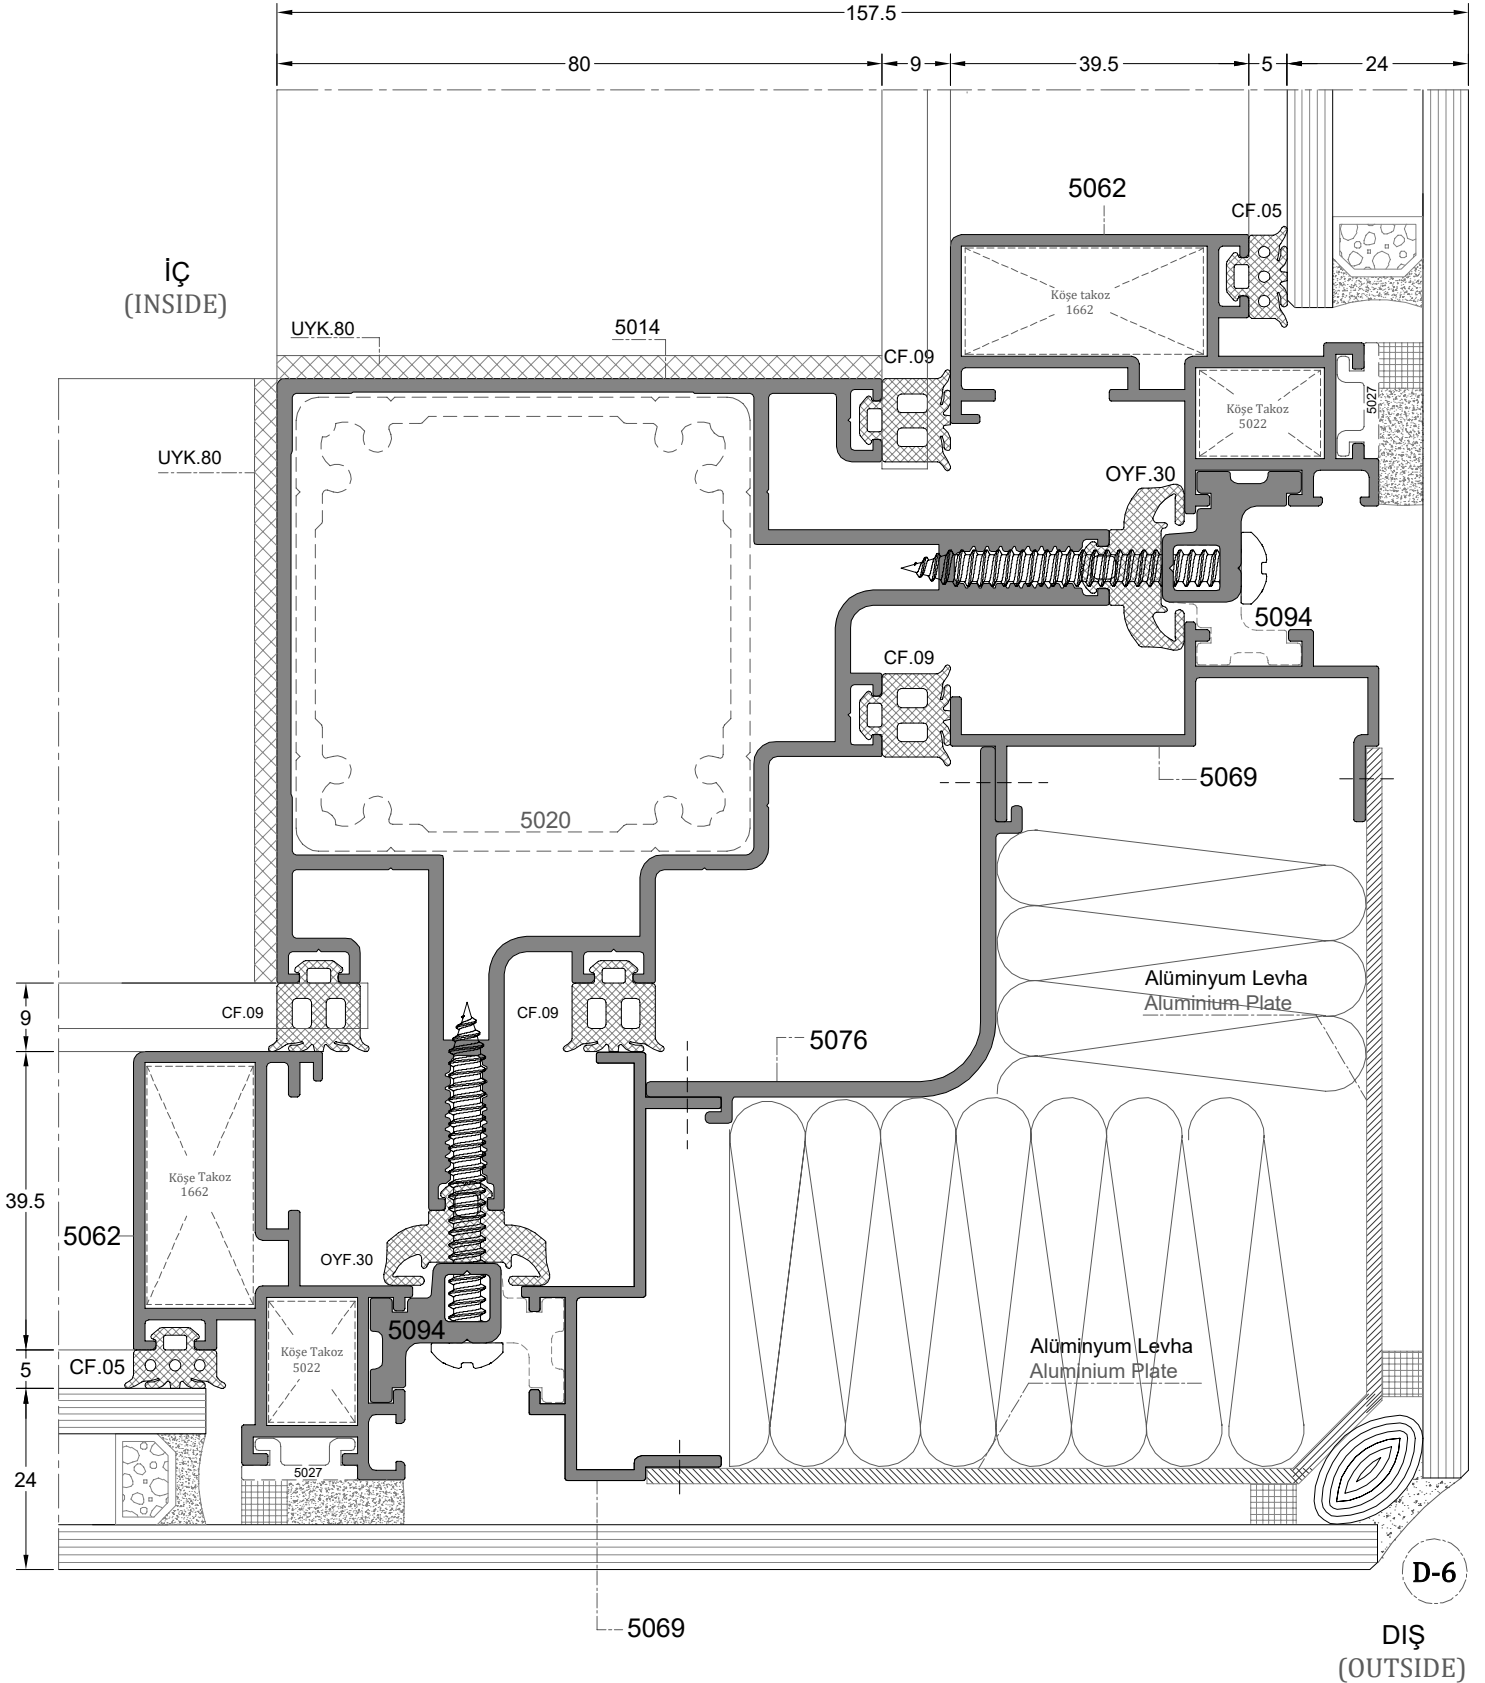 157.5
80
9
39.5
5
24
5062
CF.05
İÇ
(INSIDE)
Köşe takoz
1662
UYK.80
5014
CF.09
5027
Köşe Takoz
5022
UYK.80
OYF.30
5094
CF.09
5069
5020
Alüminyum Levha
Aluminium Plate
9
CF.09
CF.09
5076
Köşe Takoz
1662
39.5
5062
OYF.30
5094
Köşe Takoz
5022
Alüminyum Levha
Aluminium Plate
5
CF.05
24
5027
D-6
5069
DIŞ
(OUTSIDE)